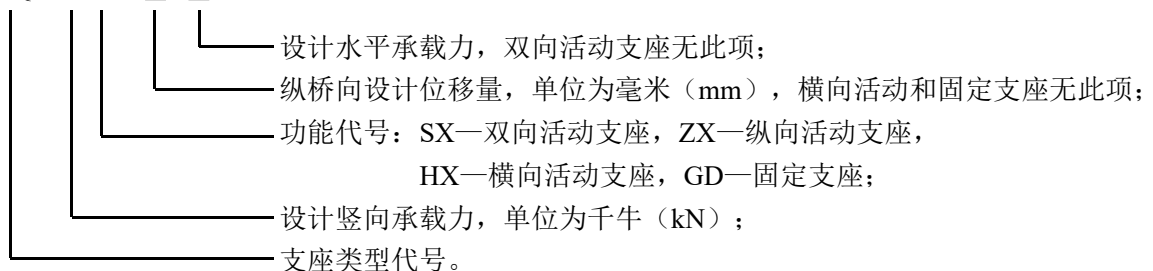 设计水平承载力，双向活动支座无此项；
纵桥向设计位移量，单位为毫米（mm），横向活动和固定支座无此项；
功能代号：SX—双向活动支座，ZX—纵向活动支座，
HX—横向活动支座，GD—固定支座；
设计竖向承载力，单位为千牛（kN）；
支座类型代号。